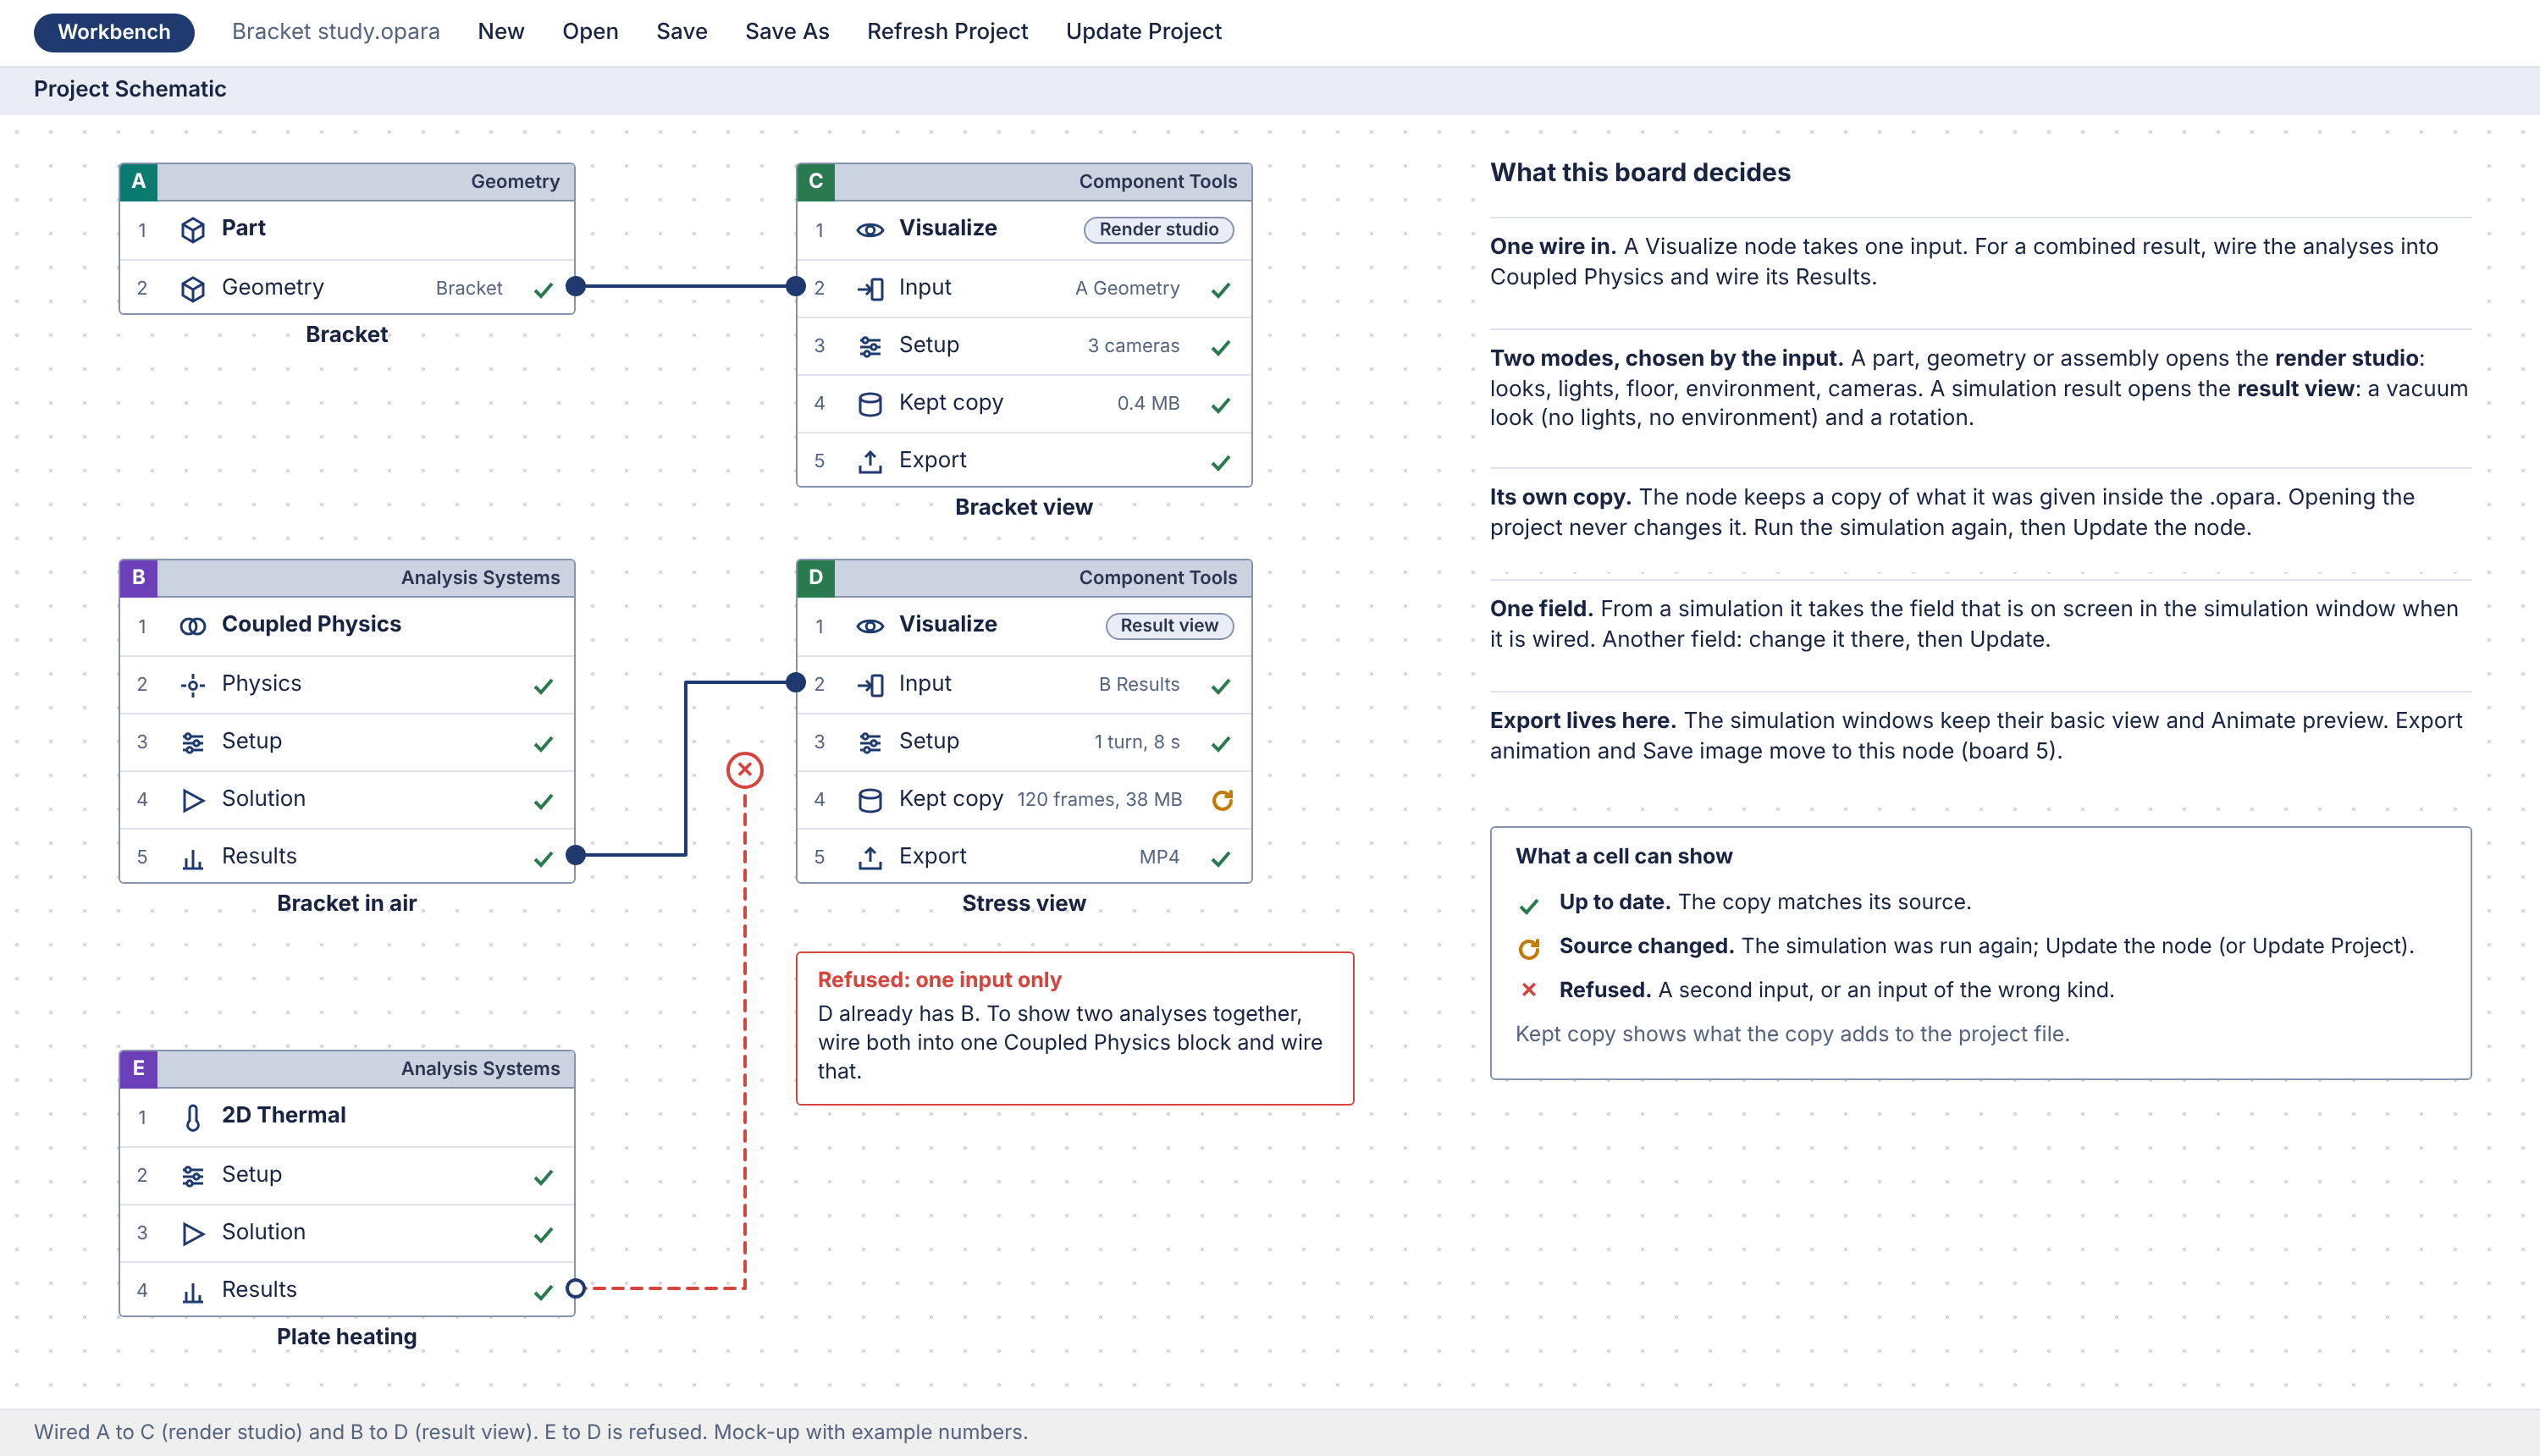 Workbench Bracket study.opara New Open Save Save As Refresh Project Update Project
Project Schematic
A Geometry
1 Part
2 Geometry Bracket
Bracket
C Component Tools
1 Visualize Render studio
2 Input A Geometry
3 Setup 3 cameras
4 Kept copy 0.4 MB
5 Export
Bracket view
B Analysis Systems
1 Coupled Physics
2 Physics
3 Setup
4 Solution
5 Results
Bracket in air
D Component Tools
1 Visualize Result view
2 Input B Results
3 Setup 1 turn, 8 s
4 Kept copy 120 frames, 38 MB
5 Export MP4
Stress view
Refused: one input only
D already has B. To show two analyses together,
wire both into one Coupled Physics block and wire
that.
E Analysis Systems
1 2D Thermal
2 Setup
3 Solution
4 Results
Plate heating
What this board decides
One wire in. A Visualize node takes one input. For a combined result, wire the analyses into
Coupled Physics and wire its Results.
Two modes, chosen by the input. A part, geometry or assembly opens the render studio:
looks, lights, floor, environment, cameras. A simulation result opens the result view: a vacuum
look (no lights, no environment) and a rotation.
Its own copy. The node keeps a copy of what it was given inside the .opara. Opening the
project never changes it. Run the simulation again, then Update the node.
One field. From a simulation it takes the field that is on screen in the simulation window when
it is wired. Another field: change it there, then Update.
Export lives here. The simulation windows keep their basic view and Animate preview. Export
animation and Save image move to this node (board 5).
What a cell can show
Up to date. The copy matches its source.
Source changed. The simulation was run again; Update the node (or Update Project).
Refused. A second input, or an input of the wrong kind.
Kept copy shows what the copy adds to the project file.
Wired A to C (render studio) and B to D (result view). E to D is refused. Mock-up with example numbers.